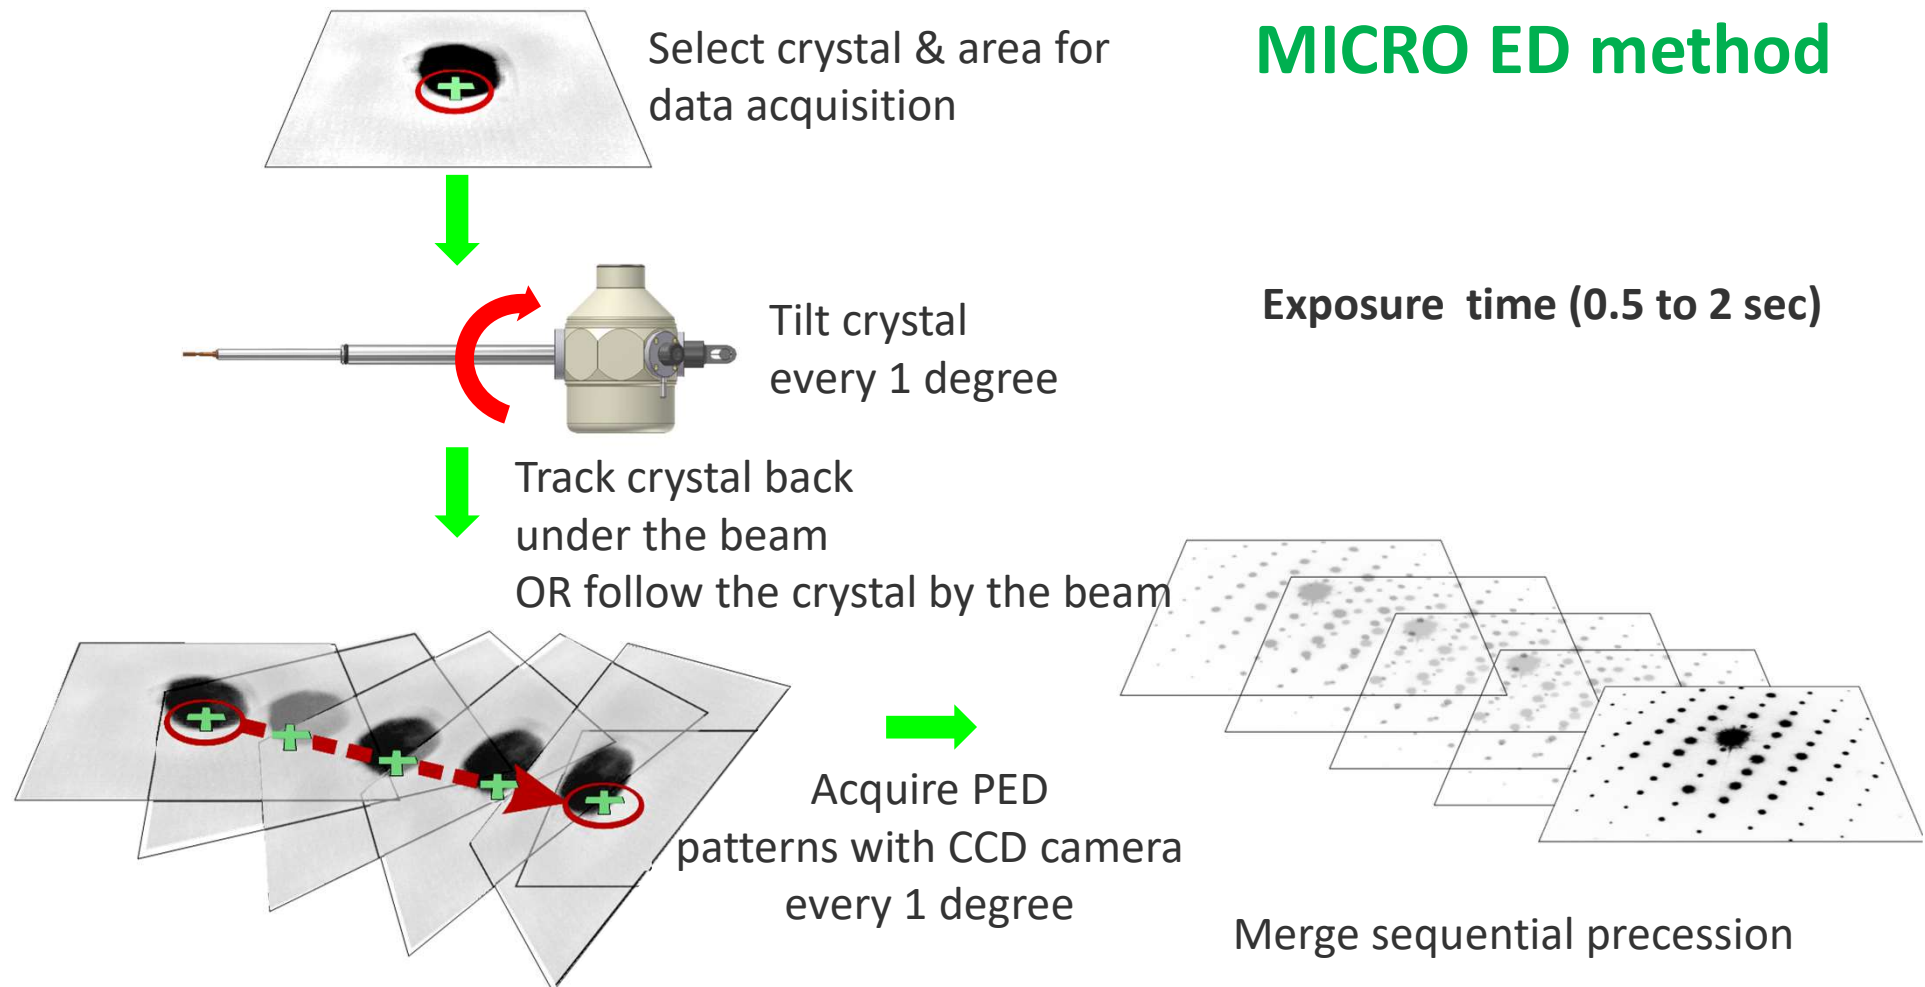 MICRO ED method
Select crystal & area for
data acquisition
Exposure time (0.5 to 2 sec)
Tilt crystal
every 1 degree
Track crystal back
under the beam
OR follow the crystal by the beam
Acquire PED
patterns with CCD camera
every 1 degree
Merge sequential precession